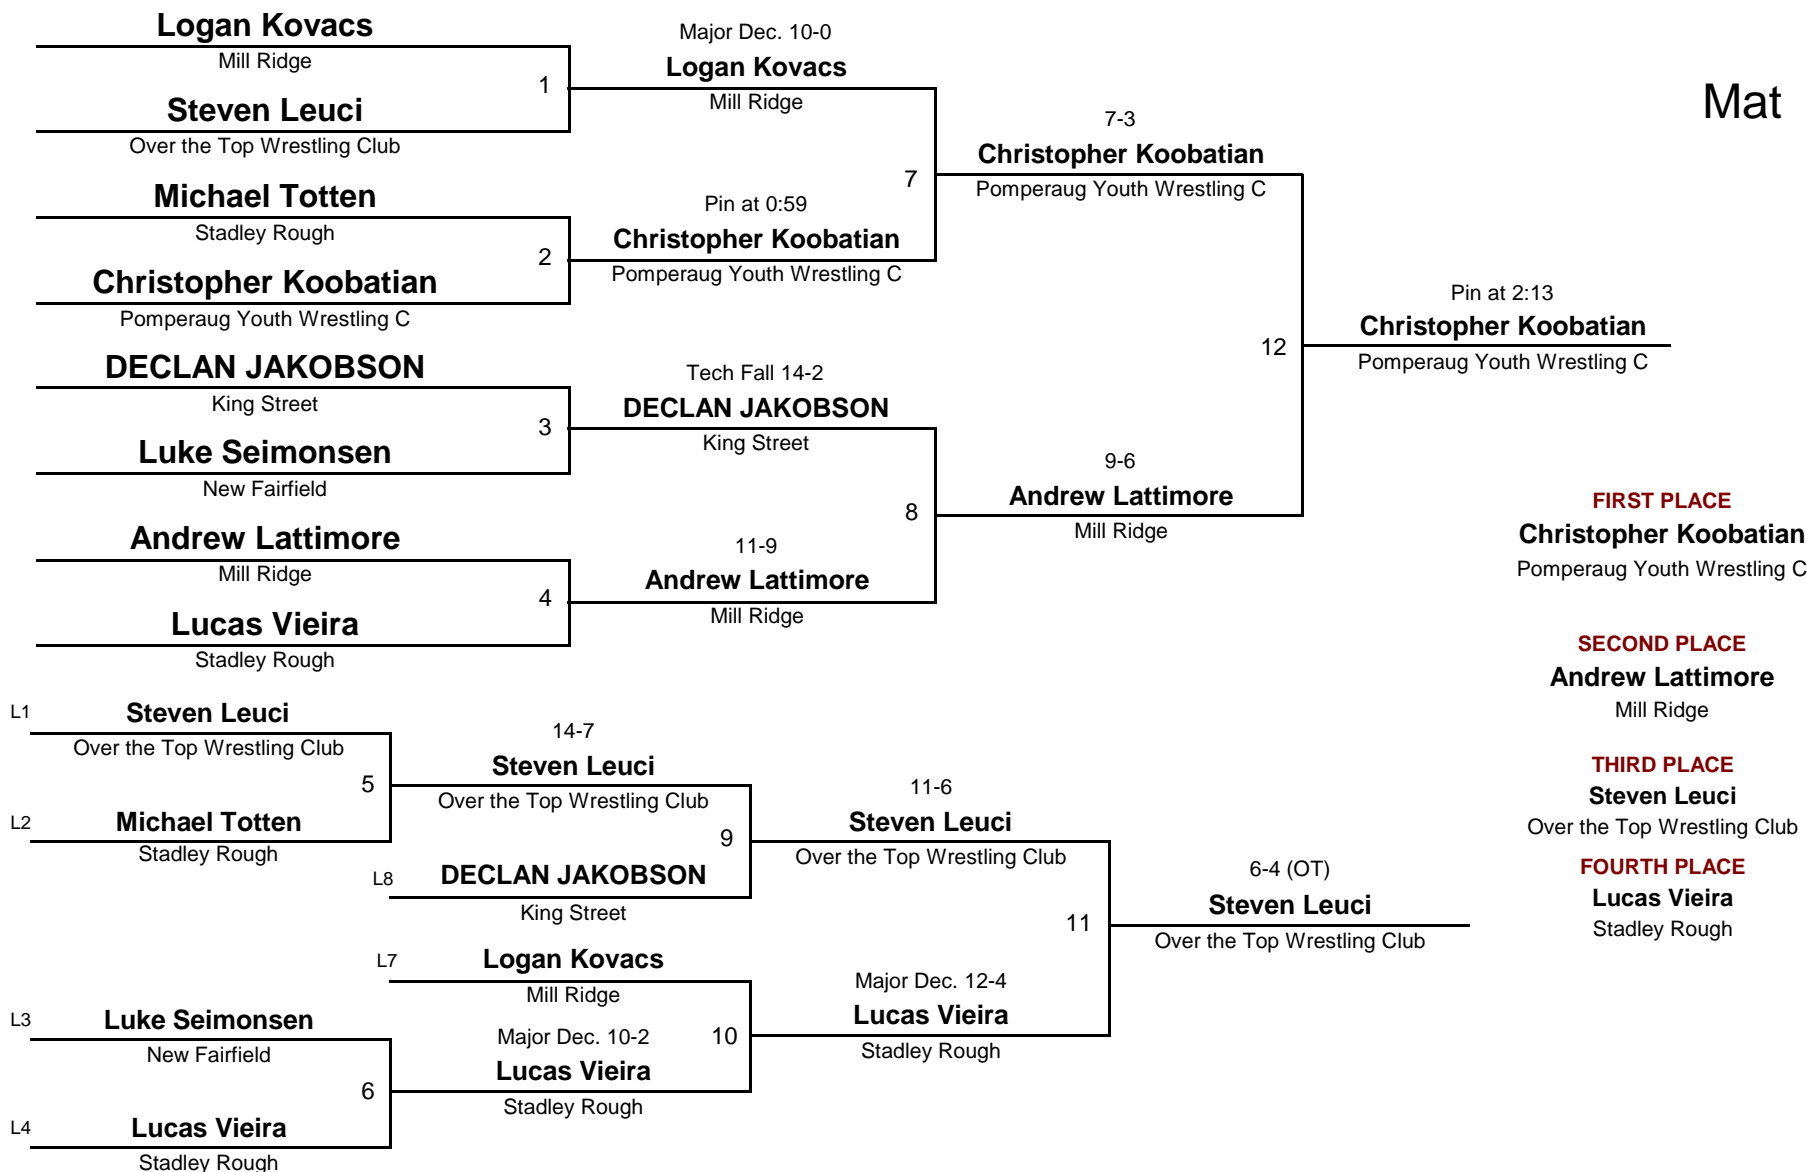 Logan Kovacs
Mill Ridge
1
Steven Leuci
Over the Top Wrestling Club
Michael Totten
Stadley Rough
2
Christopher Koobatian
Pomperaug Youth Wrestling C
DECLAN JAKOBSON
King Street
3
Luke Seimonsen
New Fairfield
Andrew Lattimore
Mill Ridge
4
Lucas Vieira
Stadley Rough
Major Dec. 10-0
Logan Kovacs
Mill Ridge
7
Pin at 0:59
Christopher Koobatian
Pomperaug Youth Wrestling C
Tech Fall 14-2
DECLAN JAKOBSON
King Street
8
11-9
Andrew Lattimore
Mill Ridge
7-3
Christopher Koobatian
Pomperaug Youth Wrestling C
12
9-6
Andrew Lattimore
Mill Ridge
Pin at 2:13
Christopher Koobatian
Pomperaug Youth Wrestling C
Mat
FIRST PLACE
Christopher Koobatian
Pomperaug Youth Wrestling C
SECOND PLACE
Andrew Lattimore
Mill Ridge
THIRD PLACE
Steven Leuci
Over the Top Wrestling Club
FOURTH PLACE
Lucas Vieira
Stadley Rough
L1
Steven Leuci
Over the Top Wrestling Club
5
L2
Michael Totten
Stadley Rough
L3
Luke Seimonsen
New Fairfield
6
L4
Lucas Vieira
Stadley Rough
14-7
Steven Leuci
Over the Top Wrestling Club
9
L8
DECLAN JAKOBSON
King Street
L7
Logan Kovacs
Mill Ridge
10
Major Dec. 10-2
Lucas Vieira
Stadley Rough
11-6
Steven Leuci
Over the Top Wrestling Club
11
Major Dec. 12-4
Lucas Vieira
Stadley Rough
6-4 (OT)
Steven Leuci
Over the Top Wrestling Club